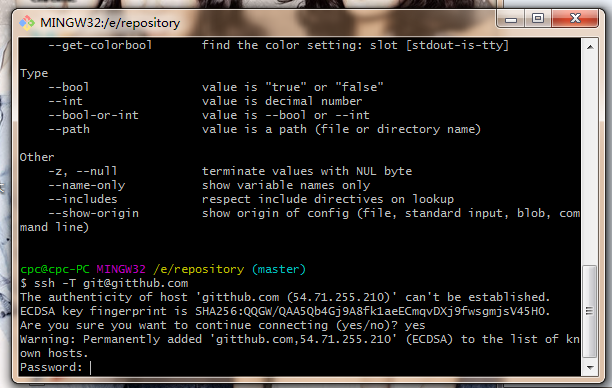 MINGW32:/e/repository
--get-colorbool find the color setting: slot [stdout-is-tty]
Type
--bool value is "true" or "false"
--int value is decimal number
--bool-or-int value is --bool or --int
--path value is a path (file or directory name)
Other
-z, --null terminate values with NUL byte
--name-only show variable names only
--includes respect include directives on lookup
--show-origin show origin of config (file, standard input, blob, com
mand line)
cpc@cpc-PC MINGW32 /e/repository (master)
$ ssh -T git@gitthub.com
The authenticity of host 'gitthub.com (54.71.255.210)' can't be established.
ECDSA key fingerprint is SHA256:QQGW/QAA5Qb4Gj9A8fk1aeECmqvDXj9fwsgmjsV45H0.
Are you sure you want to continue connecting (yes/no)? yes
Warning: Permanently added 'gitthub.com,54.71.255.210' (ECDSA) to the list of kn
own hosts.
Password: